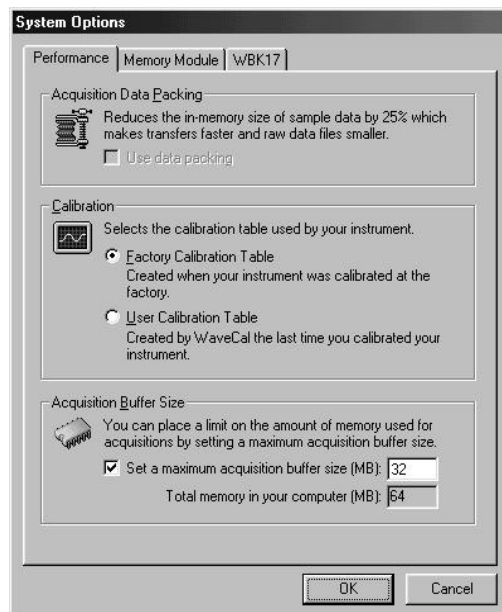 System Options
Performance
Memory Module
WBK17
Acquisition Data Packing
Reduces the in-memory size of sample data by 25% which
makes transfers faster and raw data files smaller.
Use data packing
Calibration
Selects the calibration table used by your instrument.
Factory Calibration Table
Created when your instrument was calibrated at the
factory.
User Calibration Table
Created by WaveCal the last time you calibrated your
instrument.
Acquisition Buffer Size
You can place a limit on the amount of memory used for
acquisitions by setting a maximum acquisition buffer size.
Set a maximum acquisition buffer size (MB): 32
Total memory in your computer (MB): 64
OK
Cancel